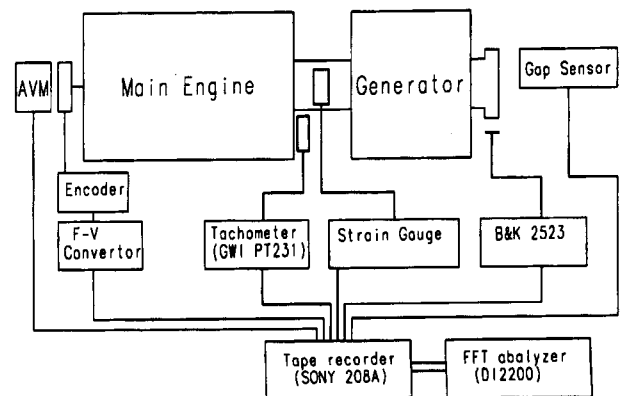 AVM
Main Engine
Generator
Gap Sensor
Encoder
F-V
Convertor
Tachometer
(GWI PT231)
Strain Gauge
B&K 2523
Tape recorder
(SONY 208A)
FFT abalyzer
(DI2200)